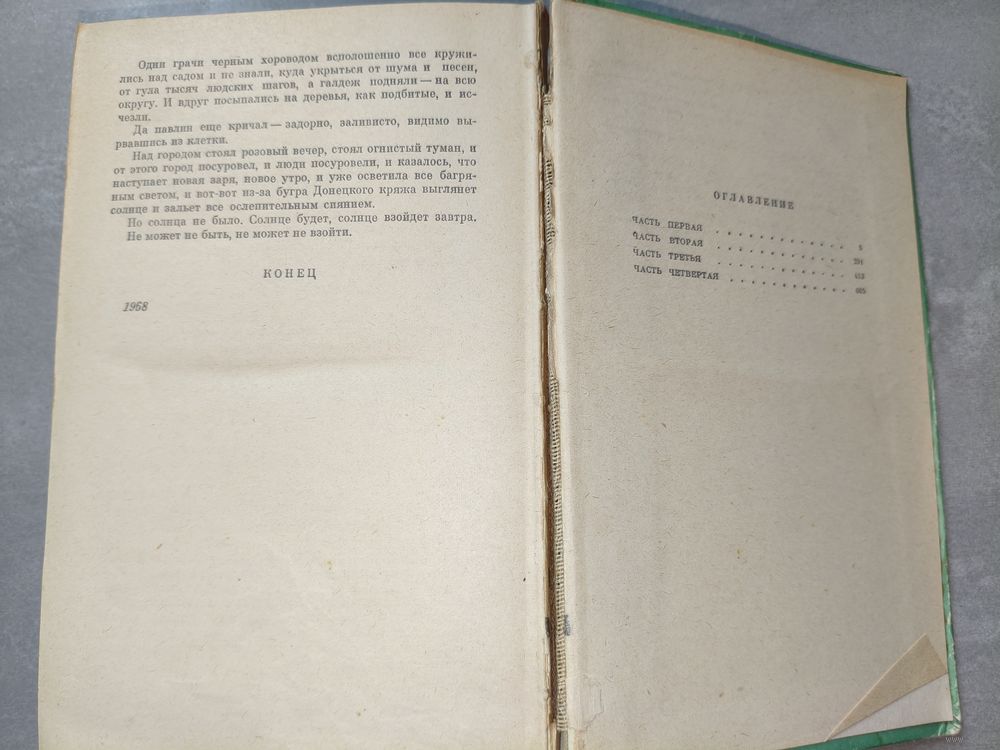 Одни грачи черным хороводом всполошенно все кружи-
лись над садом и не знали, куда укрыться от шума и песен,
от гула тысяч людских шагов, а галдеж подняли — на всю
округу. И вдруг посыпались на деревья, как подбитые, и ис-
чезли.
Да павлин еще кричал — задорно, заливисто, видимо вы-
рвавшись из клетки.
Над городом стоял розовый вечер, стоял огнистый туман, и
от этого город посуровел, и люди посуровели, и казалось, что
наступает новая заря, новое утро, и уже осветила все багря-
ным светом, и вот-вот из-за бугра Донецкого кряжа выглянет
солнце и зальет все ослепительным сиянием.
Но солнца не было. Солнце будет, солнце взойдет завтра.
Не может не быть, не может не взойти.
КОНЕЦ
1968
ОГЛАВЛЕНИЕ
ЧАСТЬ ПЕРВАЯ . . . . . . . . . . . . . 5
ЧАСТЬ ВТОРАЯ . . . . . . . . . . . . .
ЧАСТЬ ТРЕТЬЯ . . . . . . . . . . . . .
ЧАСТЬ ЧЕТВЕРТАЯ . . . . . . . . . . . .